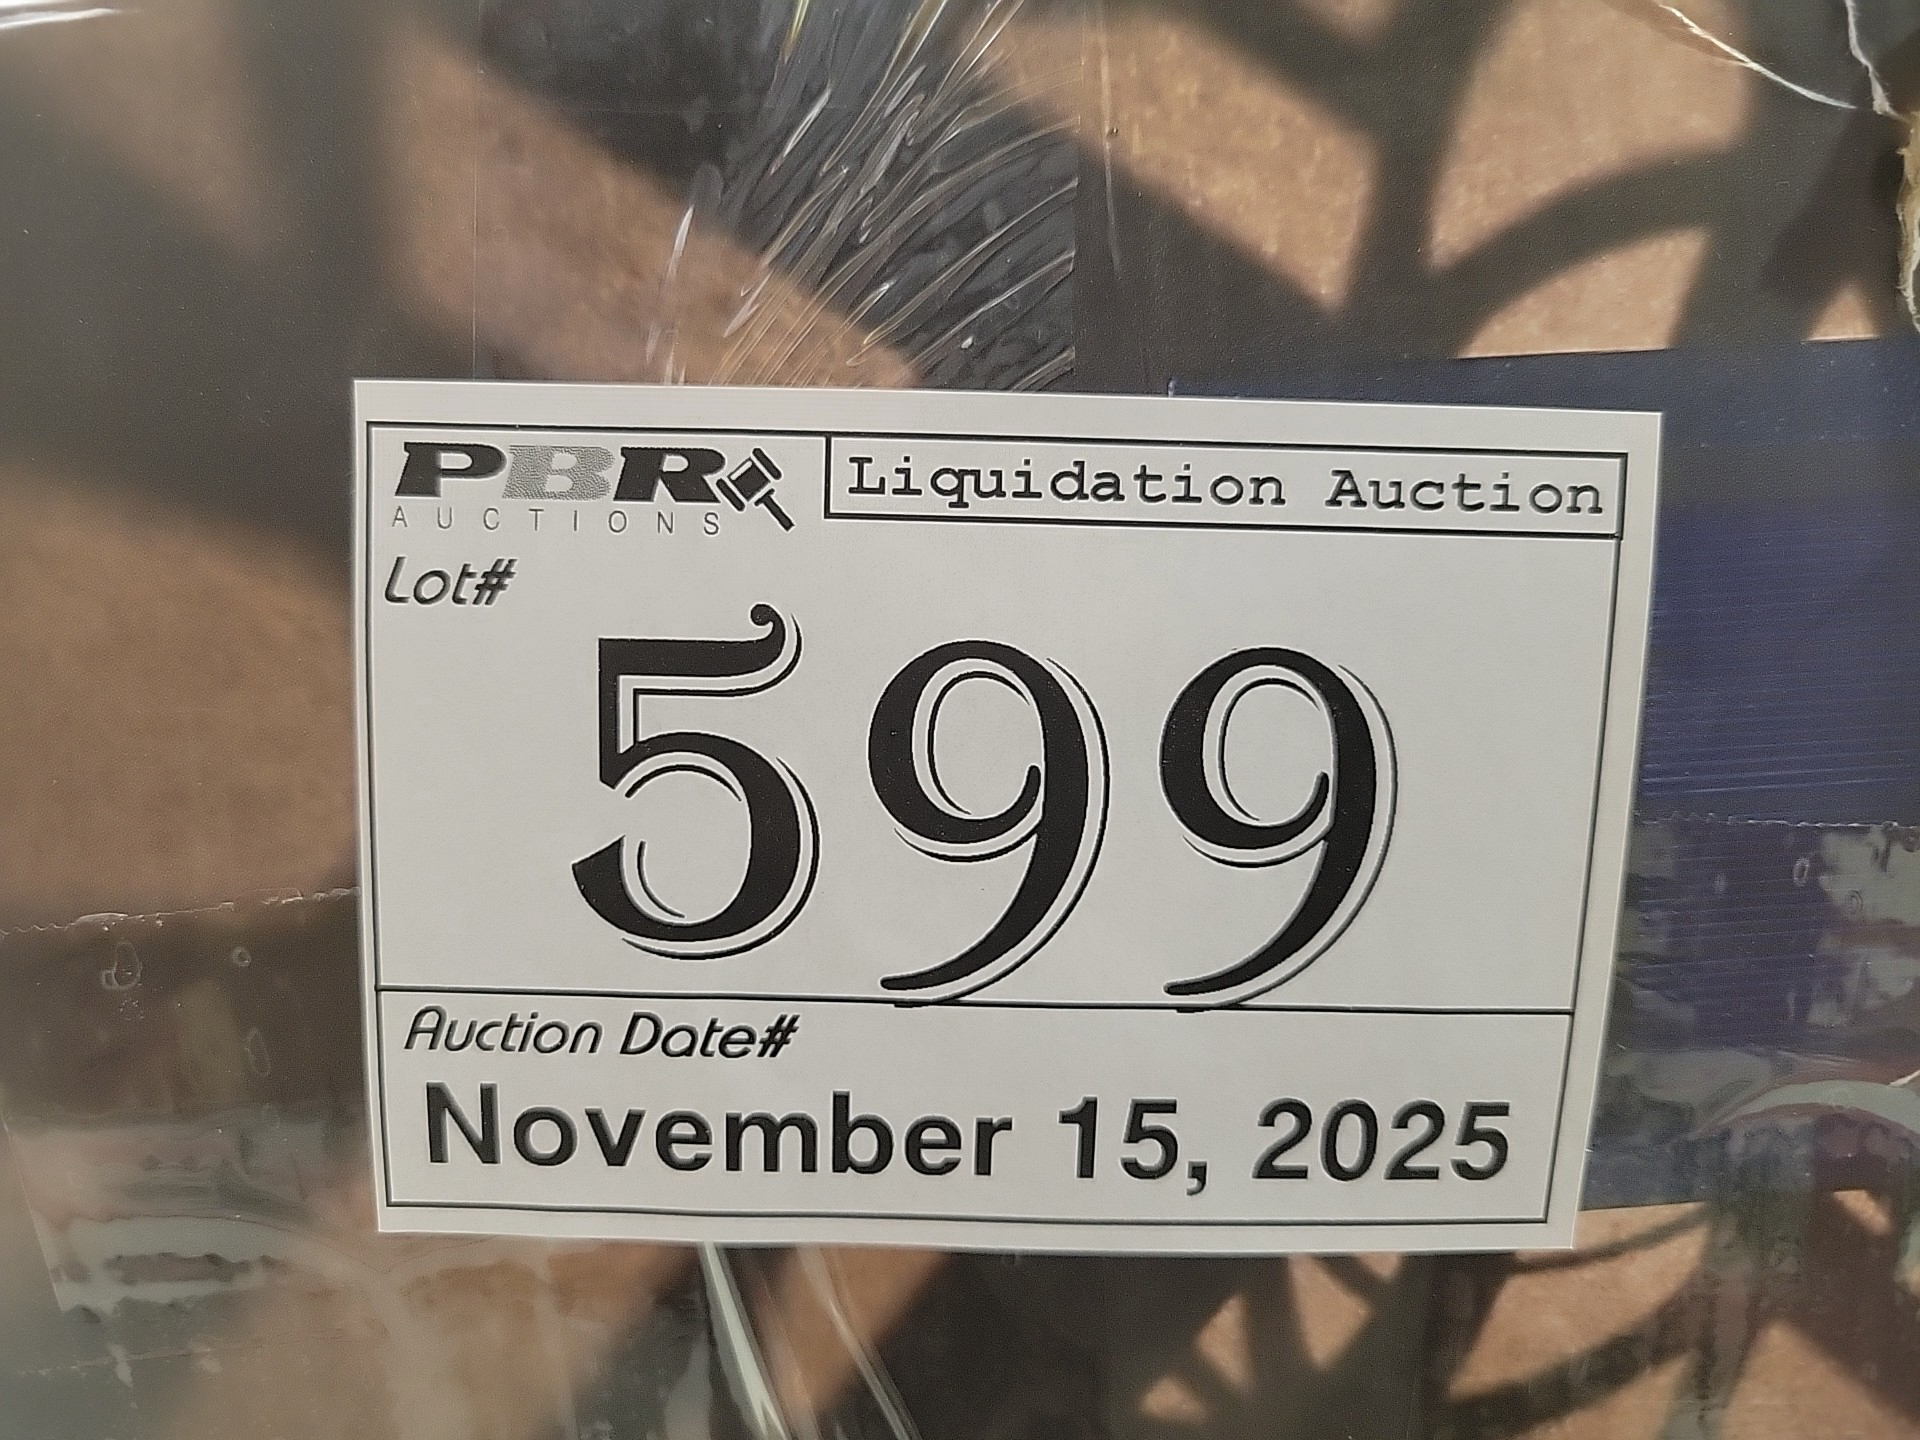 PBR
AUCTIONS
Liquidation Auction
Lot#
599
Auction Date#
November 15, 2025